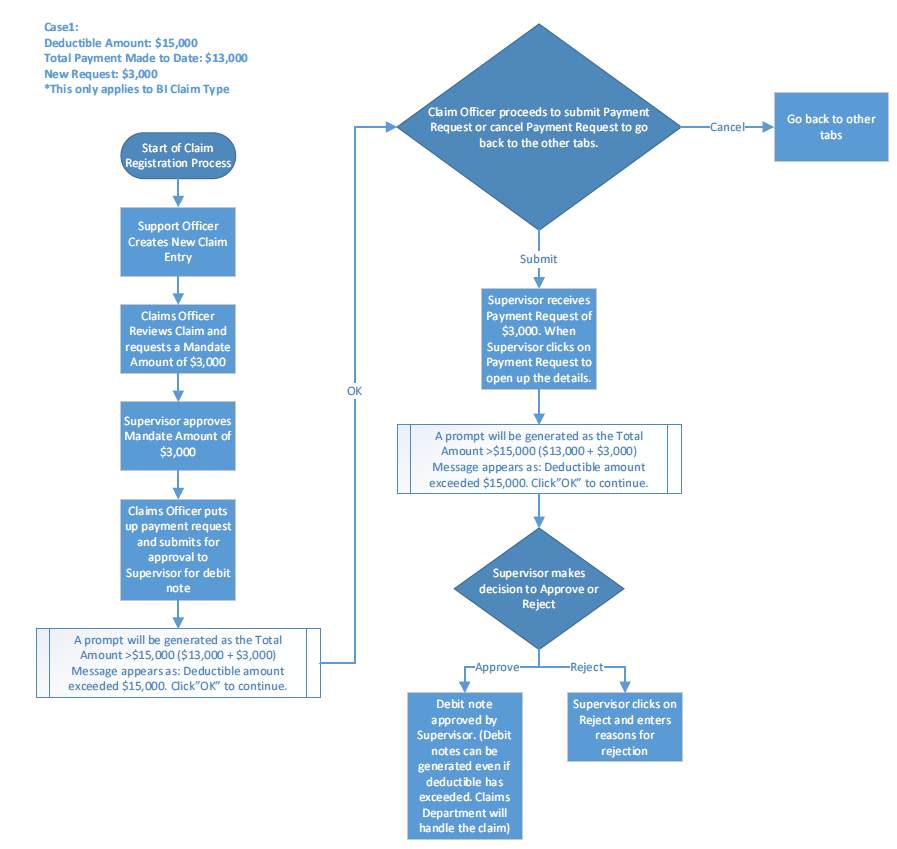 Case1:
Deductible Amount: $15,000
Total Payment Made to Date: $13,000
New Request: $3,000
*This only applies to BI Claim Type
Start of Claim
Registration Process
Support Officer
Creates New Claim
Entry
Claims Officer
Reviews Claim and
requests a Mandate
Amount of $3,000
Supervisor approves
Mandate Amount of
$3,000
Claims Officer puts
up payment request
and submits for
approval to
Supervisor for debit
note
A prompt will be generated as the Total
Amount >$15,000 ($13,000 + $3,000)
Message appears as: Deductible amount
exceeded $15,000. Click"OK" to continue.
OK
Claim Officer proceeds to submit Payment
Request or cancel Payment Request to go
back to the other tabs.
Cancel
Go back to other
tabs
Submit
Supervisor receives
Payment Request of
$3,000. When
Supervisor clicks on
Payment Request to
open up the details.
A prompt will be generated as the Total
Amount >$15,000 ($13,000 + $3,000)
Message appears as: Deductible amount
exceeded $15,000. Click"OK" to continue.
Supervisor makes
decision to Approve or
Reject
Approve
Reject
Debit note
approved by
Supervisor. (Debit
notes can be
generated even if
deductible has
exceeded. Claims
Department will
handle the claim)
Supervisor clicks on
Reject and enters
reasons for
rejection